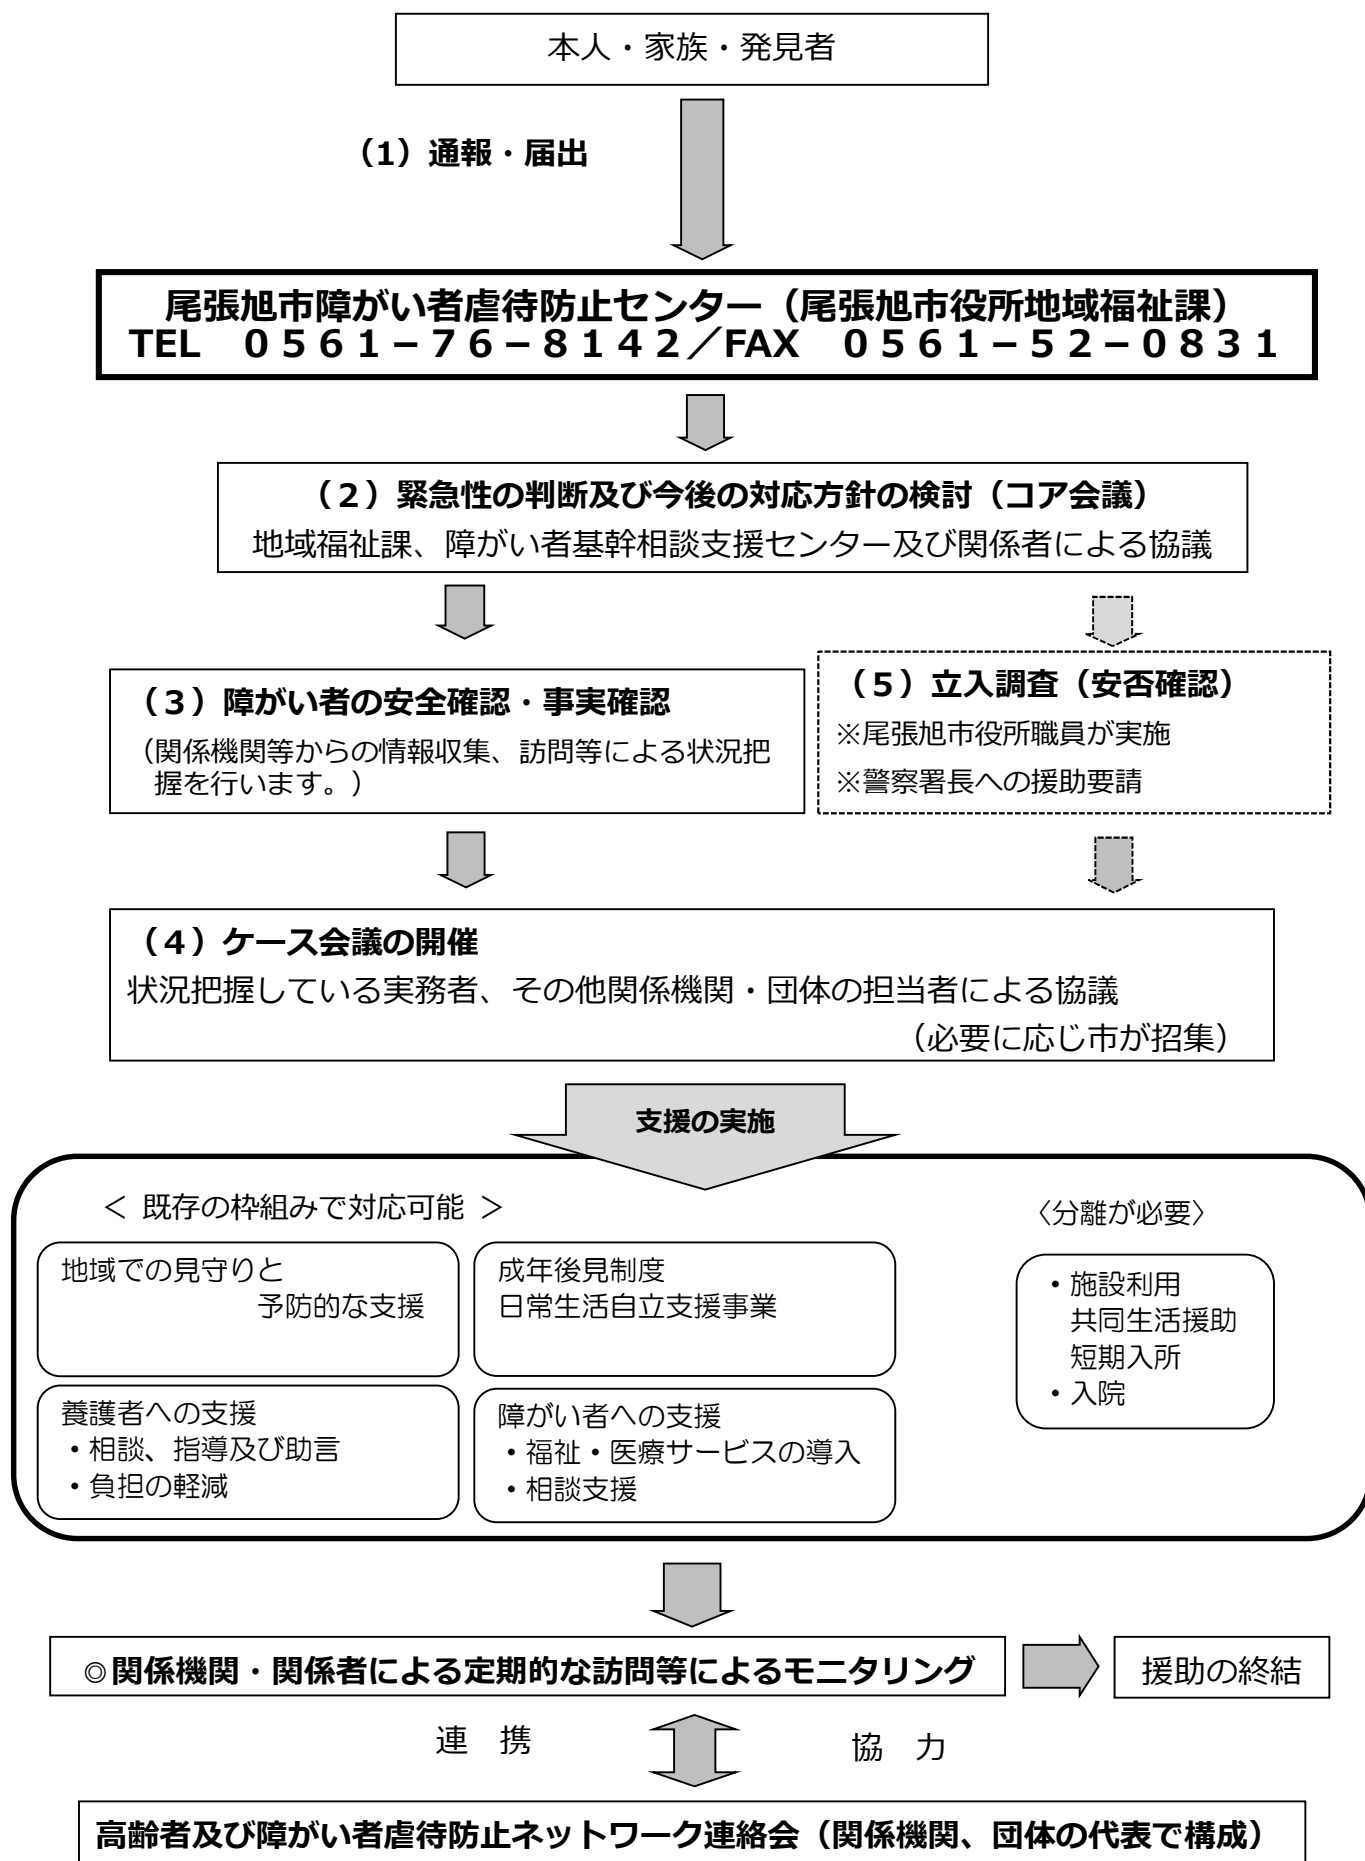 本人・家族・発見者
（1）通報・届出
尾張旭市障がい者虐待防止センター（尾張旭市役所地域福祉課）
TEL　０５６１－７６－８１４２／FAX　０５６１－５２－０８３１
（２）緊急性の判断及び今後の対応方針の検討（コア会議）
地域福祉課、障がい者基幹相談支援センター及び関係者による協議
（３）障がい者の安全確認・事実確認
（関係機関等からの情報収集、訪問等による状況把
握を行います。）
（５）立入調査（安否確認）
※尾張旭市役所職員が実施
※警察署長への援助要請
（４）ケース会議の開催
状況把握している実務者、その他関係機関・団体の担当者による協議
（必要に応じ市が招集）
支援の実施
＜ 既存の枠組みで対応可能 ＞
〈分離が必要〉
地域での見守りと
予防的な支援
成年後見制度
日常生活自立支援事業
・施設利用
共同生活援助
短期入所
・入院
養護者への支援
・相談、指導及び助言
・負担の軽減
障がい者への支援
・福祉・医療サービスの導入
・相談支援
◎関係機関・関係者による定期的な訪問等によるモニタリング
援助の終結
連　携
協　力
高齢者及び障がい者虐待防止ネットワーク連絡会（関係機関、団体の代表で構成）